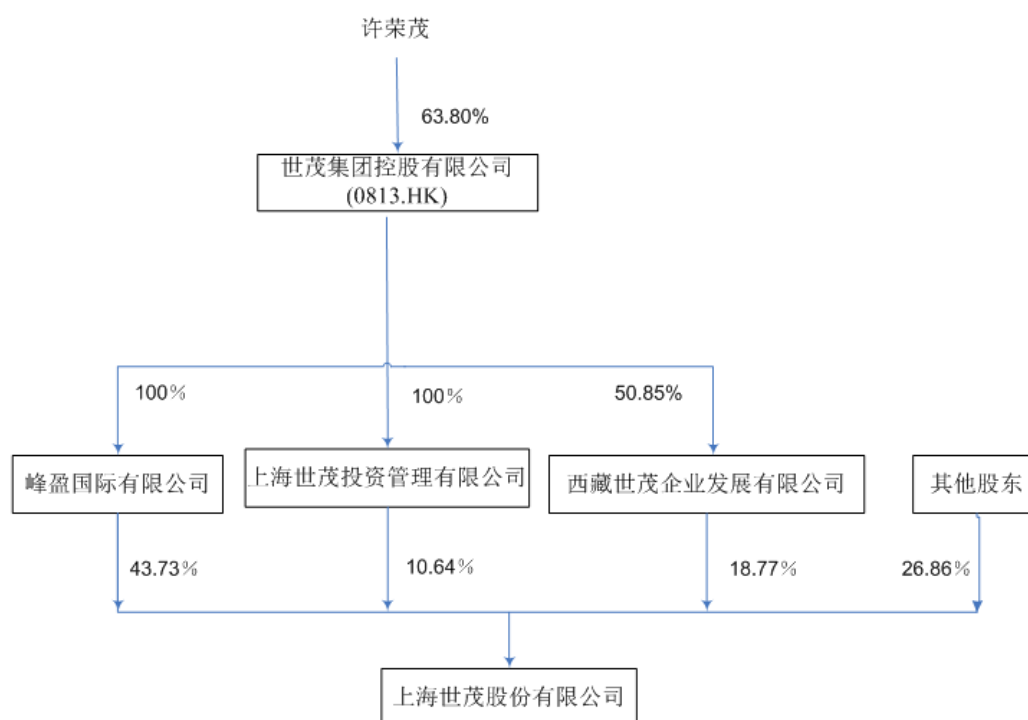 许荣茂
63.80%
世茂集团控股有限公司
(0813.HK)
100%
100%
50.85%
峰盈国际有限公司
上海世茂投资管理有限公司
西藏世茂企业发展有限公司
其他股东
43.73%
10.64%
18.77%
26.86%
上海世茂股份有限公司